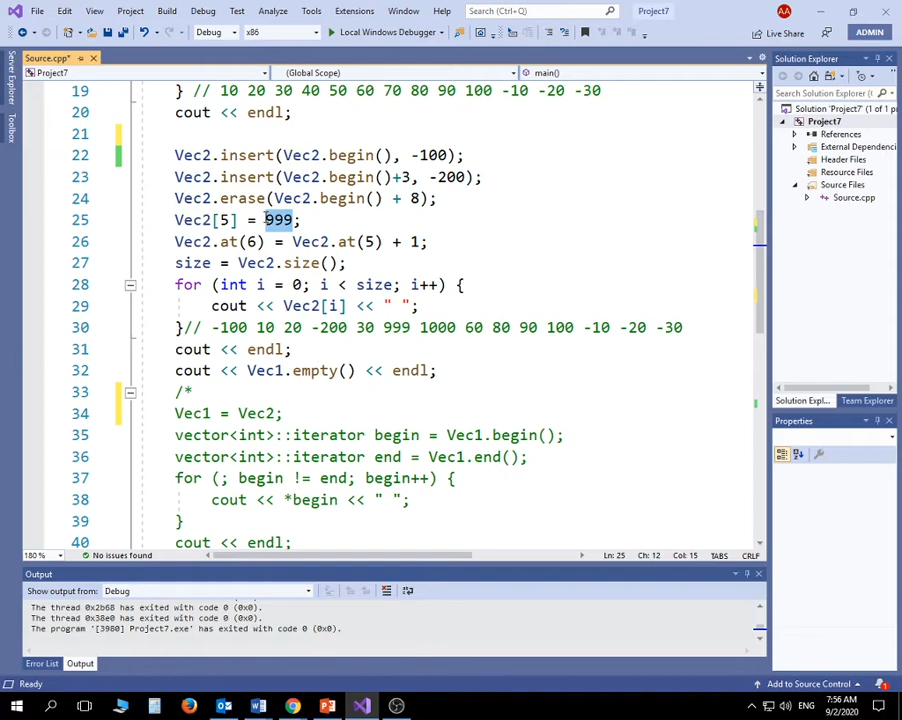 File Edit View Project Build Debug Test Analyze Tools Extensions Window Help Search (Ctrl+Q) Project7 AA
Debug x86 Local Windows Debugger Live Share ADMIN
Source.cpp*
Project7 (Global Scope) main()
Server Explorer
Toolbox
19 } // 10 20 30 40 50 60 70 80 90 100 -10 -20 -30
20 cout << endl;
21
22 Vec2.insert(Vec2.begin(), -100);
23 Vec2.insert(Vec2.begin()+3, -200);
24 Vec2.erase(Vec2.begin() + 8);
25 Vec2[5] = 999;
26 Vec2.at(6) = Vec2.at(5) + 1;
27 size = Vec2.size();
28 for (int i = 0; i < size; i++) {
29 cout << Vec2[i] << " ";
30 }// -100 10 20 -200 30 999 1000 60 80 90 100 -10 -20 -30
31 cout << endl;
32 cout << Vec1.empty() << endl;
33 /*
34 Vec1 = Vec2;
35 vector<int>::iterator begin = Vec1.begin();
36 vector<int>::iterator end = Vec1.end();
37 for (; begin != end; begin++) {
38 cout << *begin << " ";
39 }
40 cout << endl;
180 % No issues found Ln: 25 Ch: 12 Col: 15 TABS CRLF
Solution Explorer
Search Solution Explorer (Ctrl+;)
Solution 'Project7' (1 of 1 p
Project7
References
External Dependenci
Header Files
Resource Files
Source Files
Source.cpp
Solution Expl... Team Explorer
Properties
Output
Show output from: Debug
The thread 0x2b68 has exited with code 0 (0x0).
The thread 0x38e0 has exited with code 0 (0x0).
The program '[3980] Project7.exe' has exited with code 0 (0x0).
Error List Output
Ready Add to Source Control 1
ENG 7:56 AM
9/2/2020